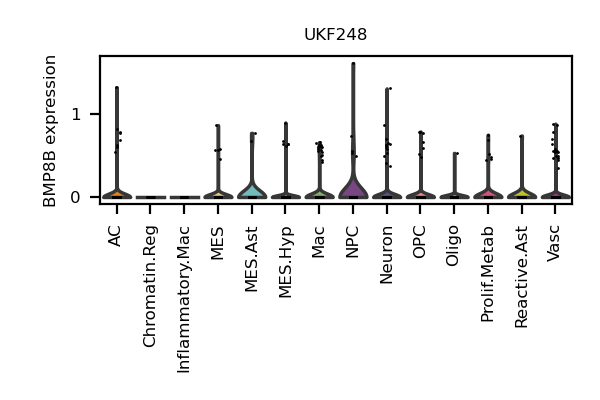 UKF248
BMP8B expression
1
0
AC
Chromatin.Reg
Inflammatory.Mac
MES
MES.Ast
MES.Hyp
Mac
NPC
Neuron
OPC
Oligo
Prolif.Metab
Reactive.Ast
Vasc